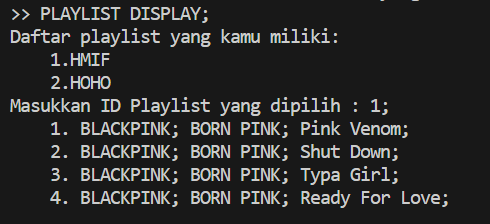 >> PLAYLIST DISPLAY;
Daftar playlist yang kamu miliki:
    1.HMIF
    2.HOHO
Masukkan ID Playlist yang dipilih : 1;
    1. BLACKPINK; BORN PINK; Pink Venom;
    2. BLACKPINK; BORN PINK; Shut Down;
    3. BLACKPINK; BORN PINK; Typa Girl;
    4. BLACKPINK; BORN PINK; Ready For Love;